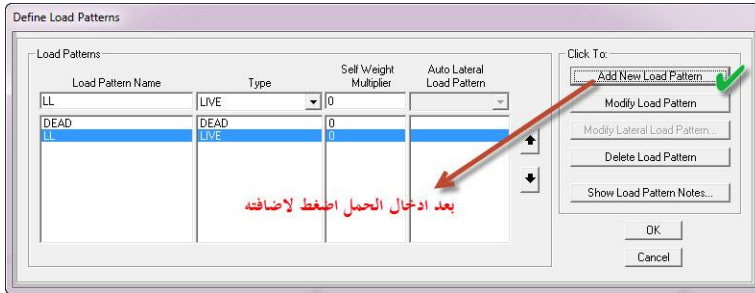 Define Load Patterns
Load Patterns
Click To:
Load Pattern Name
Type
Self Weight
Multiplier
Auto Lateral
Load Pattern
LL
LIVE
0
DEAD
DEAD
0
LL
LIVE
0
Add New Load Pattern
Modify Load Pattern
Modify Lateral Load Pattern...
Delete Load Pattern
Show Load Pattern Notes...
بعد ادخال الحمل اضغط لاضافته
OK
Cancel